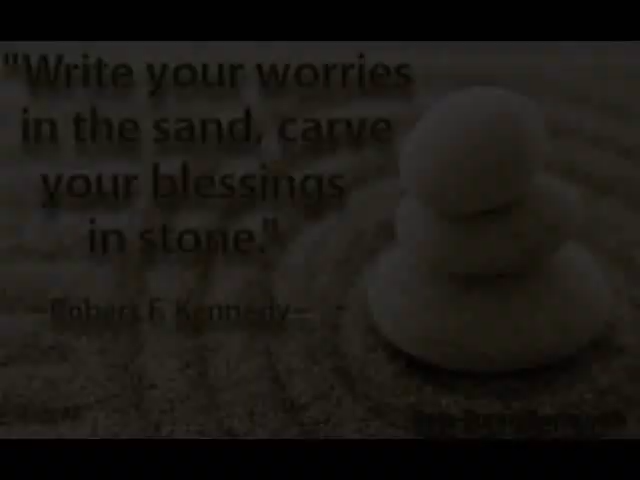 "Write your worries
in the sand, carve
your blessings
in stone."
—Robert F. Kennedy—